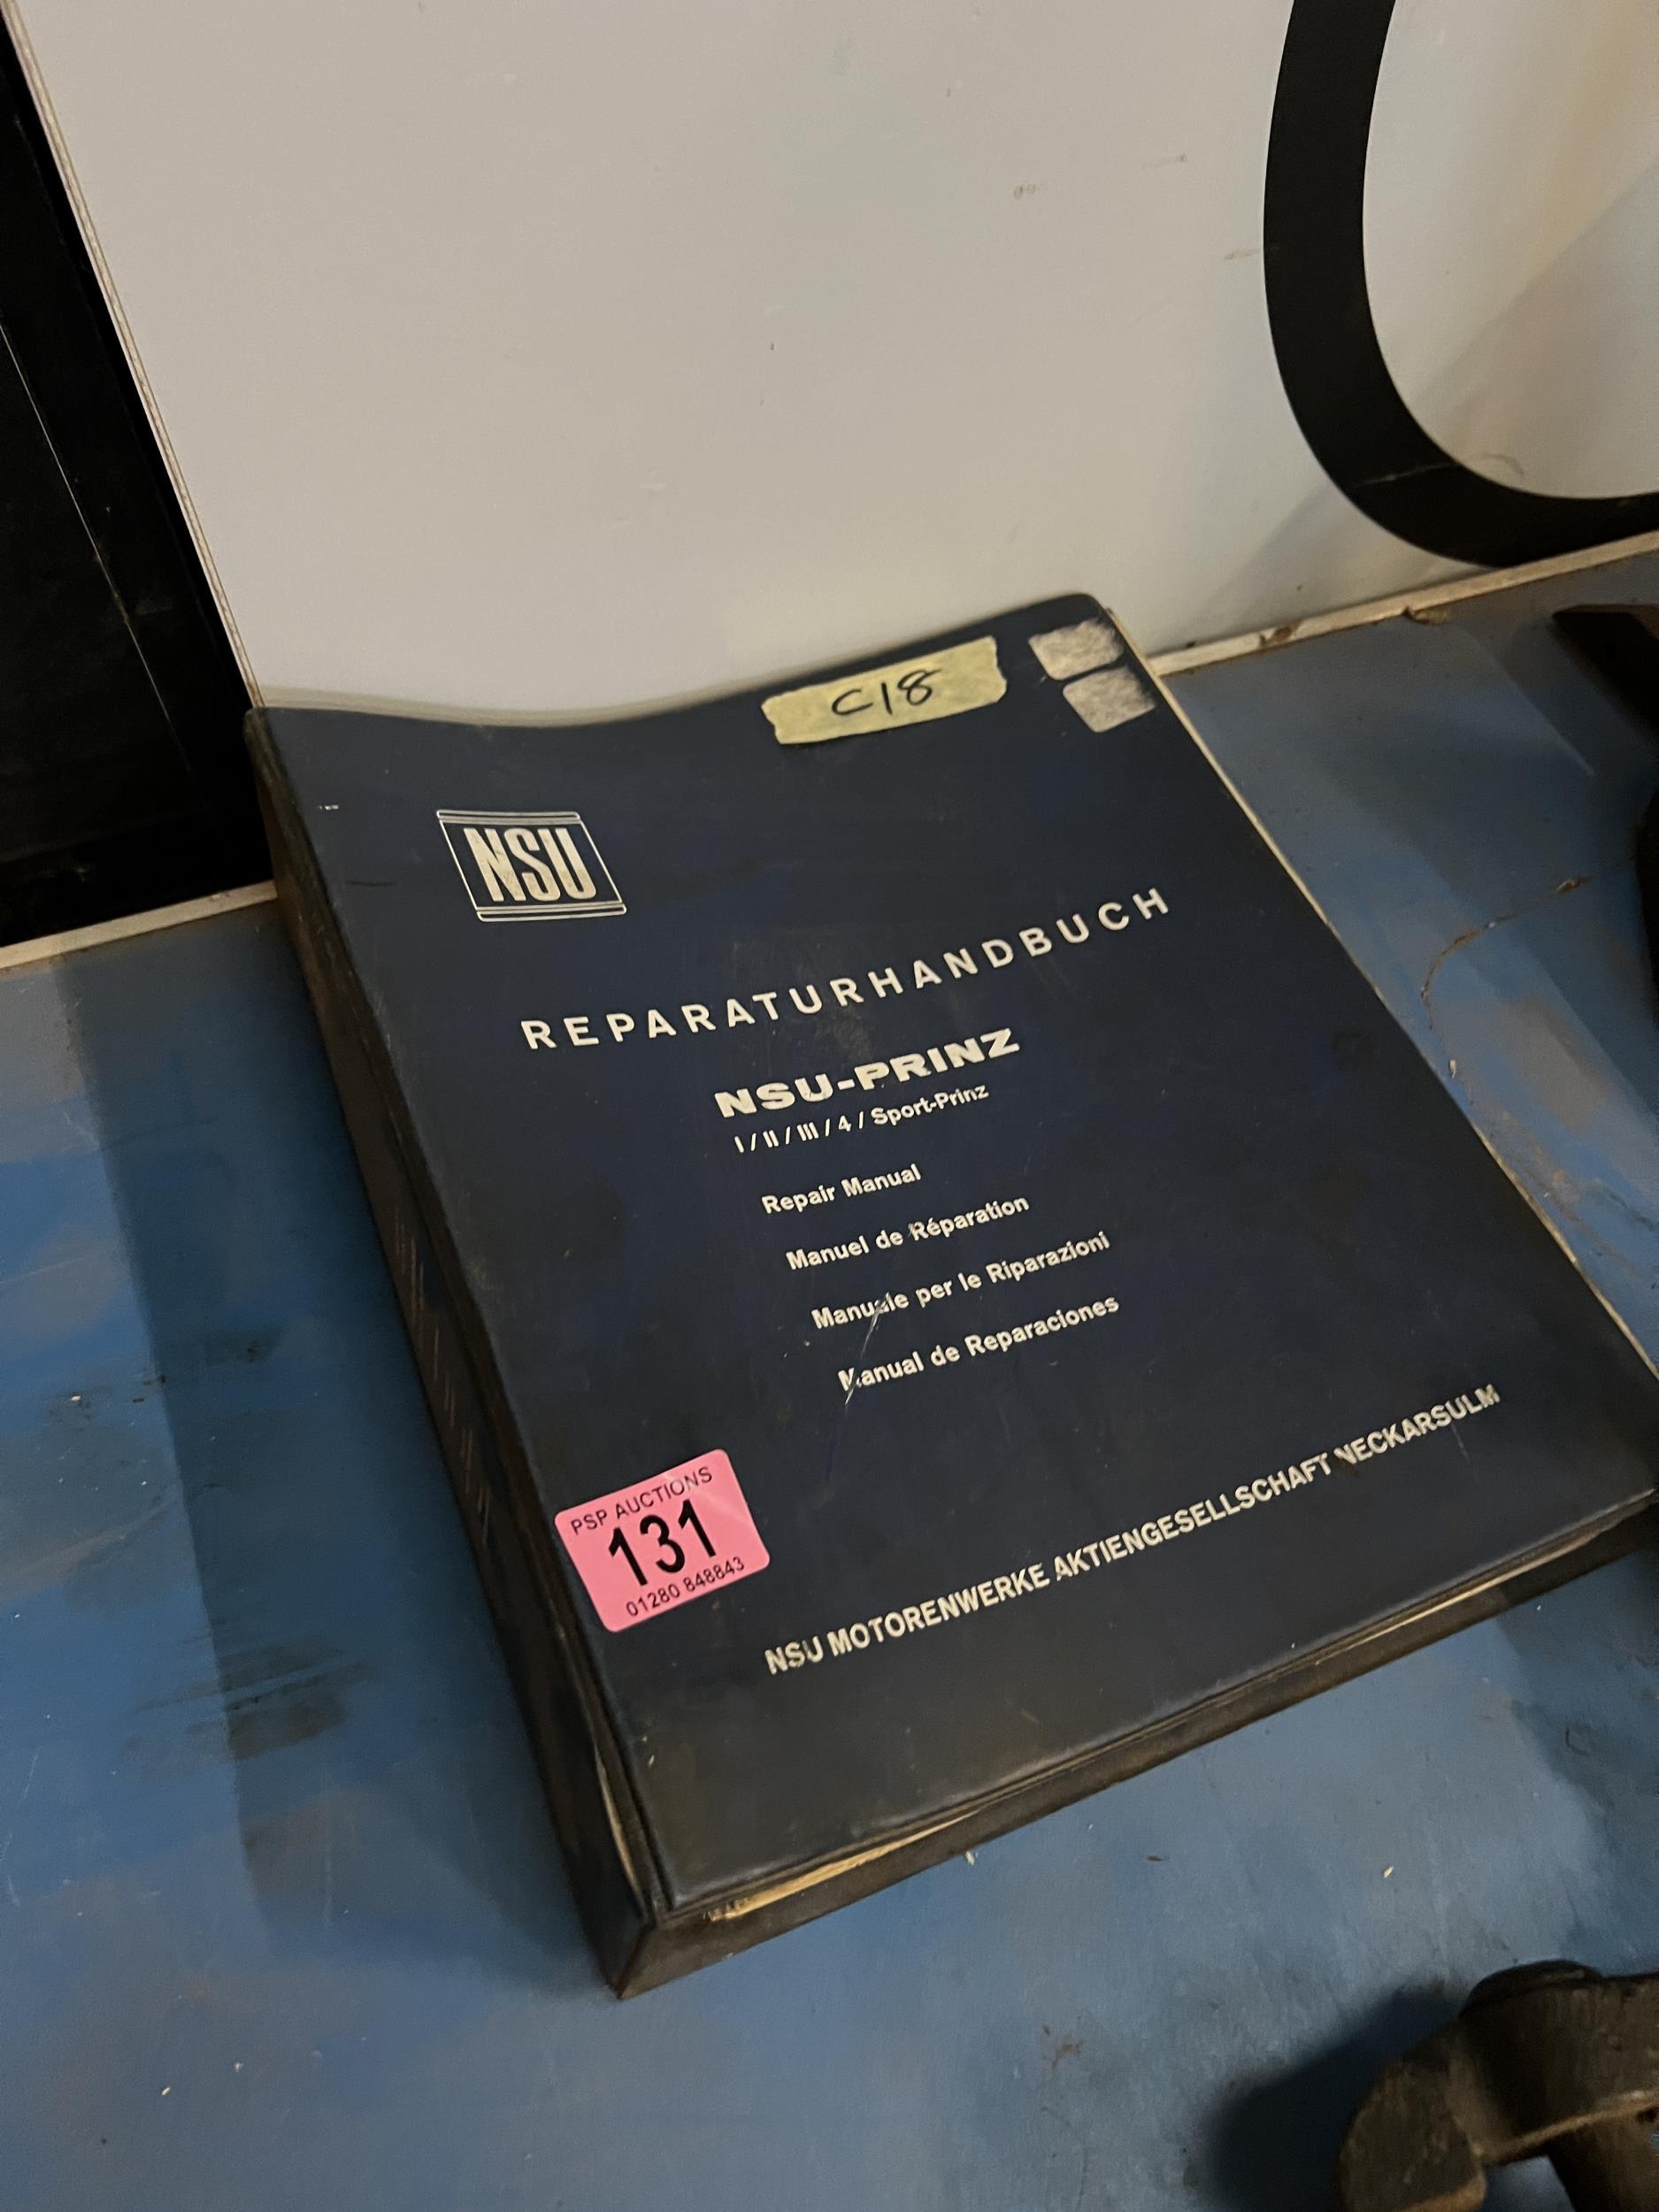 C18
NSU
REPARATURHANDBUCH
NSU-PRINZ
I / II / III / 4 / Sport-Prinz
Repair Manual
Manuel de Réparation
Manuale per le Riparazioni
Manual de Reparaciones
PSP AUCTIONS
131
01280 848843
NSU MOTORENWERKE AKTIENGESELLSCHAFT NECKARSULM